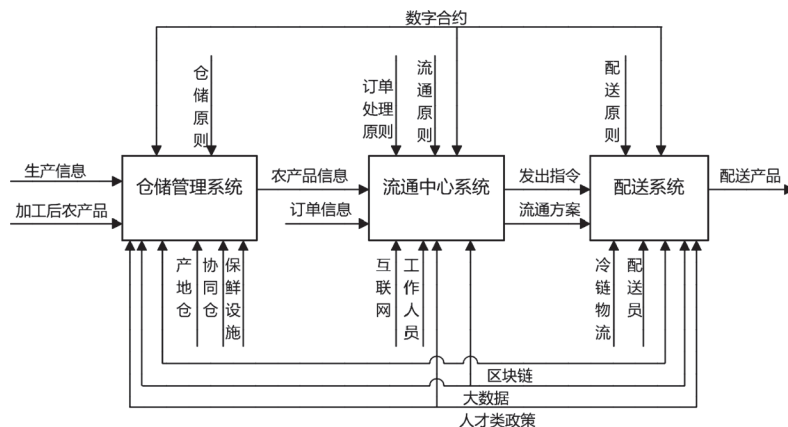 数字合约
仓储原则
订单
处理
原则
流通原则
配送原则
生产信息
加工后农产品
仓储管理系统
农产品信息
订单信息
流通中心系统
发出指令
流通方案
配送系统
配送产品
产地仓
协同仓
保鲜设施
互联网
工作人员
冷链物流
配送员
区块链
大数据
人才类政策